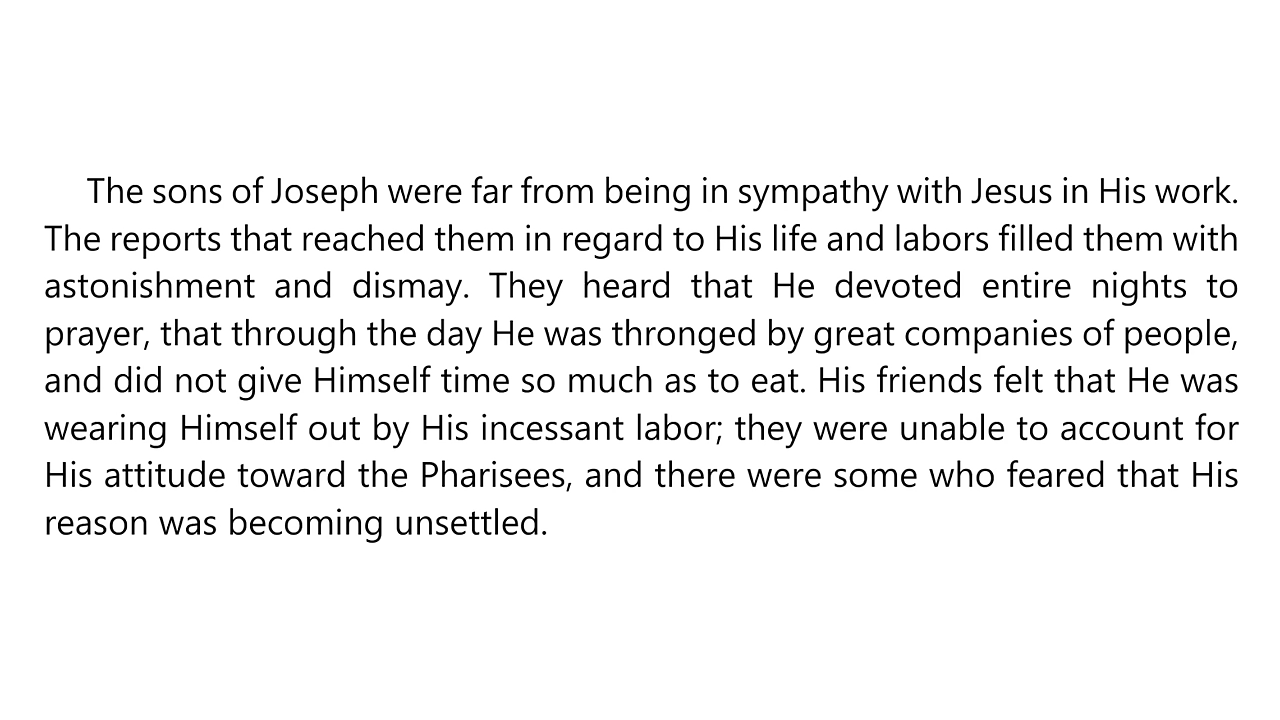 The sons of Joseph were far from being in sympathy with Jesus in His work.
The reports that reached them in regard to His life and labors filled them with
astonishment and dismay. They heard that He devoted entire nights to
prayer, that through the day He was thronged by great companies of people,
and did not give Himself time so much as to eat. His friends felt that He was
wearing Himself out by His incessant labor; they were unable to account for
His attitude toward the Pharisees, and there were some who feared that His
reason was becoming unsettled.